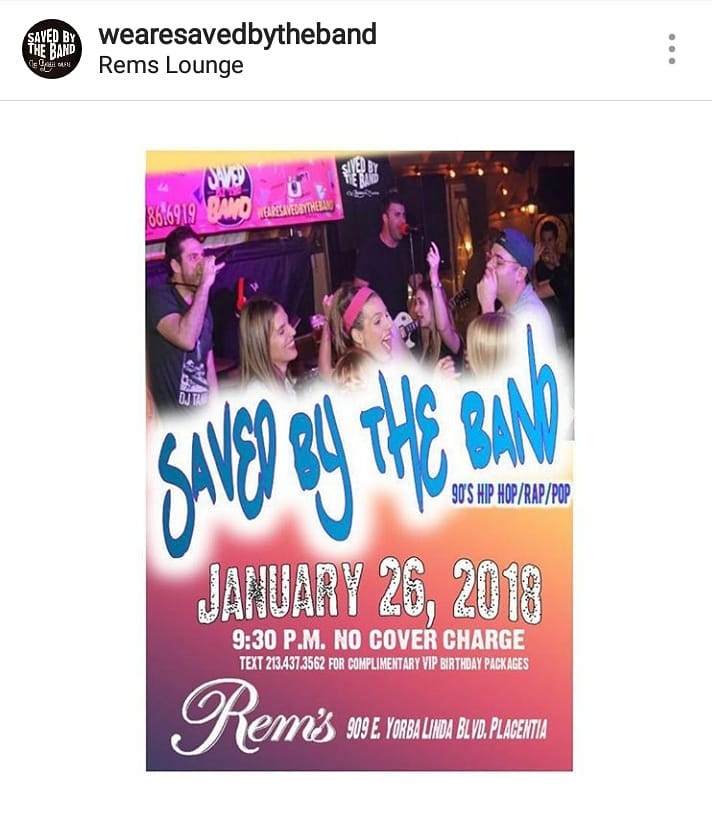 SAVED BY
THE BAND
wearesavedbytheband
Rems Lounge
SAVED
BAND
86.6919
WEARESAVEDBYTHEBAND
SAVED BY
THE BAND
DJ TA
SAVED BY THE BAND
90'S HIP HOP/RAP/POP
JANUARY 26, 2018
9:30 P.M. NO COVER CHARGE
TEXT 213.437.3562 FOR COMPLIMENTARY VIP BIRTHDAY PACKAGES
Rem's 909 E. YORBA LINDA BLVD, PLACENTIA